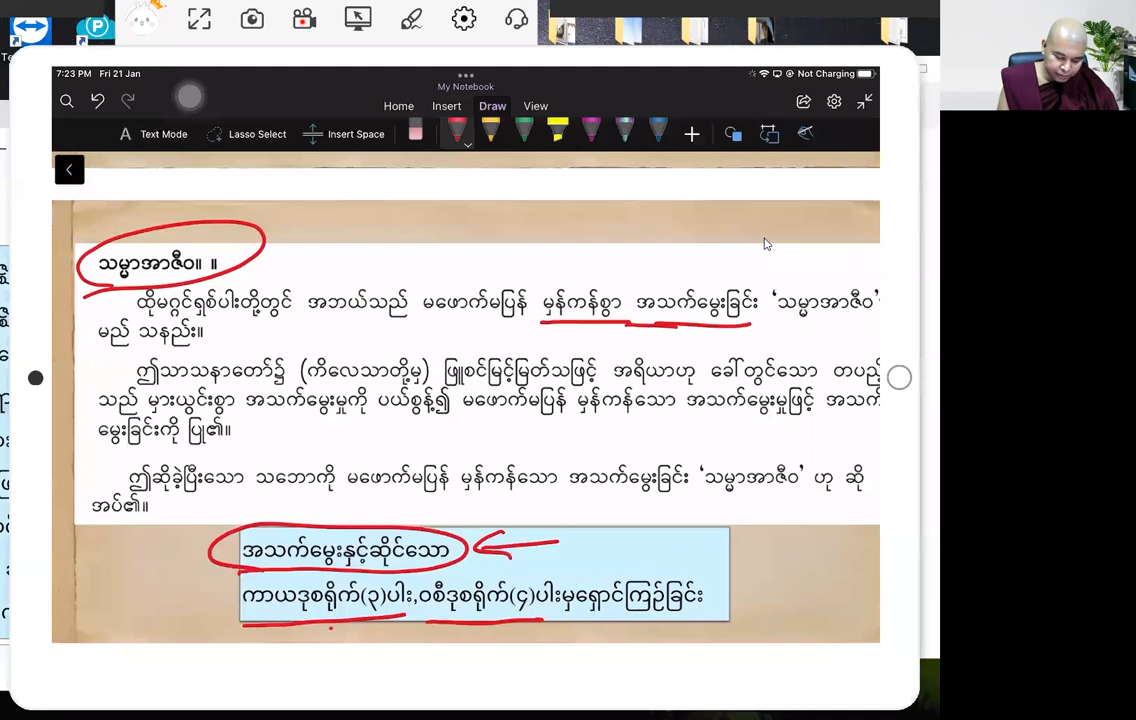 7:23 PM Fri 21 Jan
Not Charging
My Notebook
Home Insert Draw View
Text Mode Lasso Select Insert Space
သမ္မာအာဇီဝ။ ။
ထိုမဂ္ဂင်ရှစ်ပါးတို့တွင် အဘယ်သည် မဖောက်မပြန် မှန်ကန်စွာ အသက်မွေးခြင်း ‘သမ္မာအာဇီဝ’
မည် သနည်း။
ဤသာသနာတော်၌ (ကိလေသာတို့မှ) ဖြူစင်မြင့်မြတ်သဖြင့် အရိယာဟု ခေါ်တွင်သော တပည့်
သည် မှားယွင်းစွာ အသက်မွေးမှုကို ပယ်စွန့်၍ မဖောက်မပြန် မှန်ကန်သော အသက်မွေးမှုဖြင့် အသက်
မွေးခြင်းကို ပြု၏။
ဤဆိုခဲ့ပြီးသော သဘောကို မဖောက်မပြန် မှန်ကန်သော အသက်မွေးခြင်း ‘သမ္မာအာဇီဝ’ ဟု ဆို
အပ်၏။
အသက်မွေးနှင့်ဆိုင်သော
ကာယဒုစရိုက်(၃)ပါး,ဝစီဒုစရိုက်(၄)ပါးမှရှောင်ကြဉ်ခြင်း